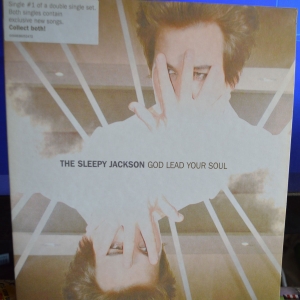 Single #1 of a double single set.
Both singles contain
exclusive new songs.
Collect both!
THE SLEEPY JACKSON GOD LEAD YOUR SOUL